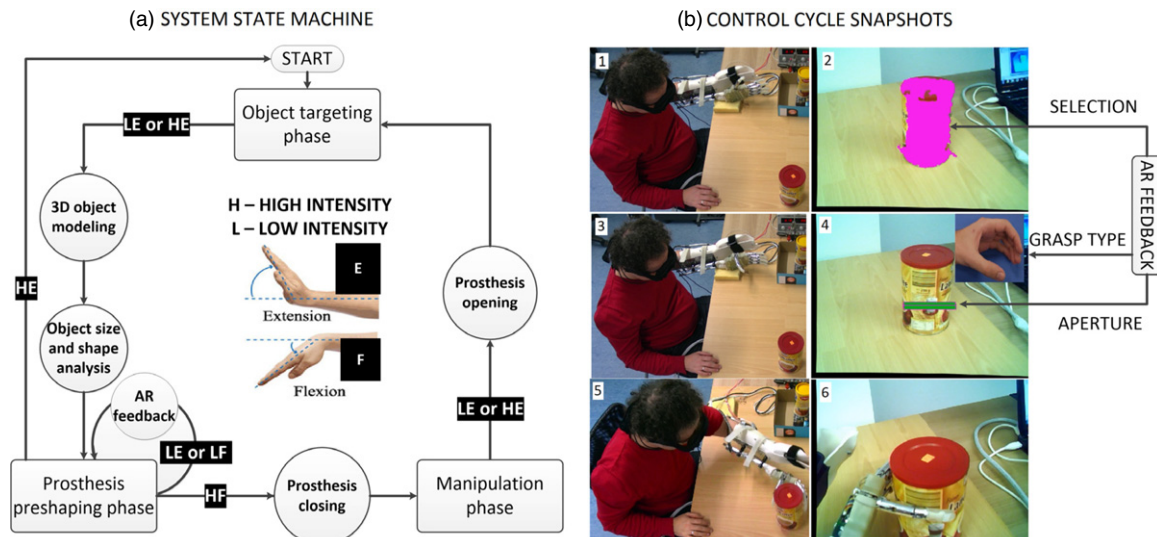 (a) SYSTEM STATE MACHINE
START
Object targeting
phase
LE or HE
3D object
modeling
H – HIGH INTENSITY
L – LOW INTENSITY
E
Extension
F
Flexion
HE
Object size
and shape
analysis
AR
feedback
LE or LF
Prosthesis
preshaping phase
HF
Prosthesis
closing
Manipulation
phase
LE or HE
Prosthesis
opening
(b) CONTROL CYCLE SNAPSHOTS
1
2
SELECTION
3
4
GRASP TYPE
AR FEEDBACK
APERTURE
5
6